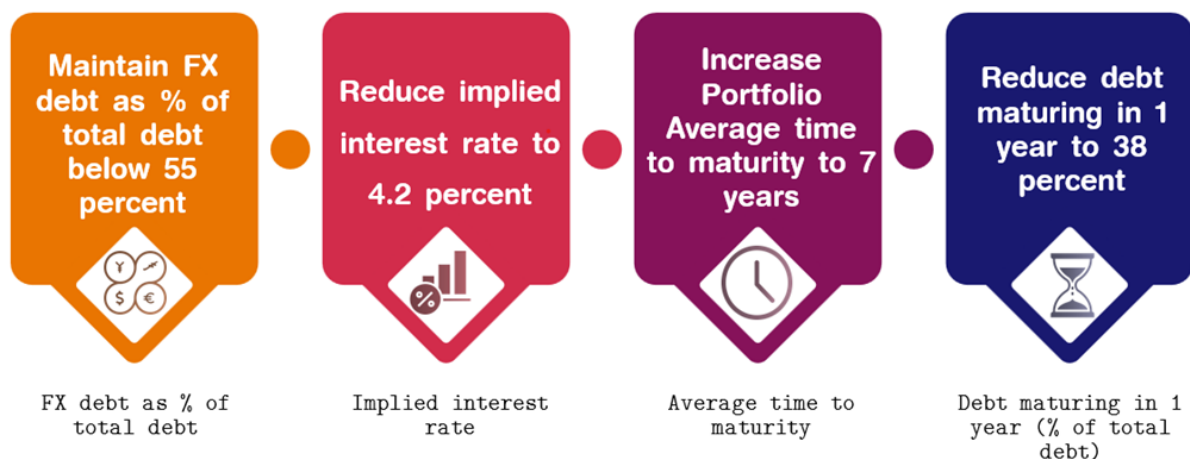 Maintain FX
debt as % of
total debt
below 55
percent
Reduce implied
interest rate to
4.2 percent
Increase
Portfolio
Average time
to maturity to 7
years
Reduce debt
maturing in 1
year to 38
percent
¥
$
€
%
FX debt as % of
total debt
Implied interest
rate
Average time to
maturity
Debt maturing in 1
year (% of total
debt)